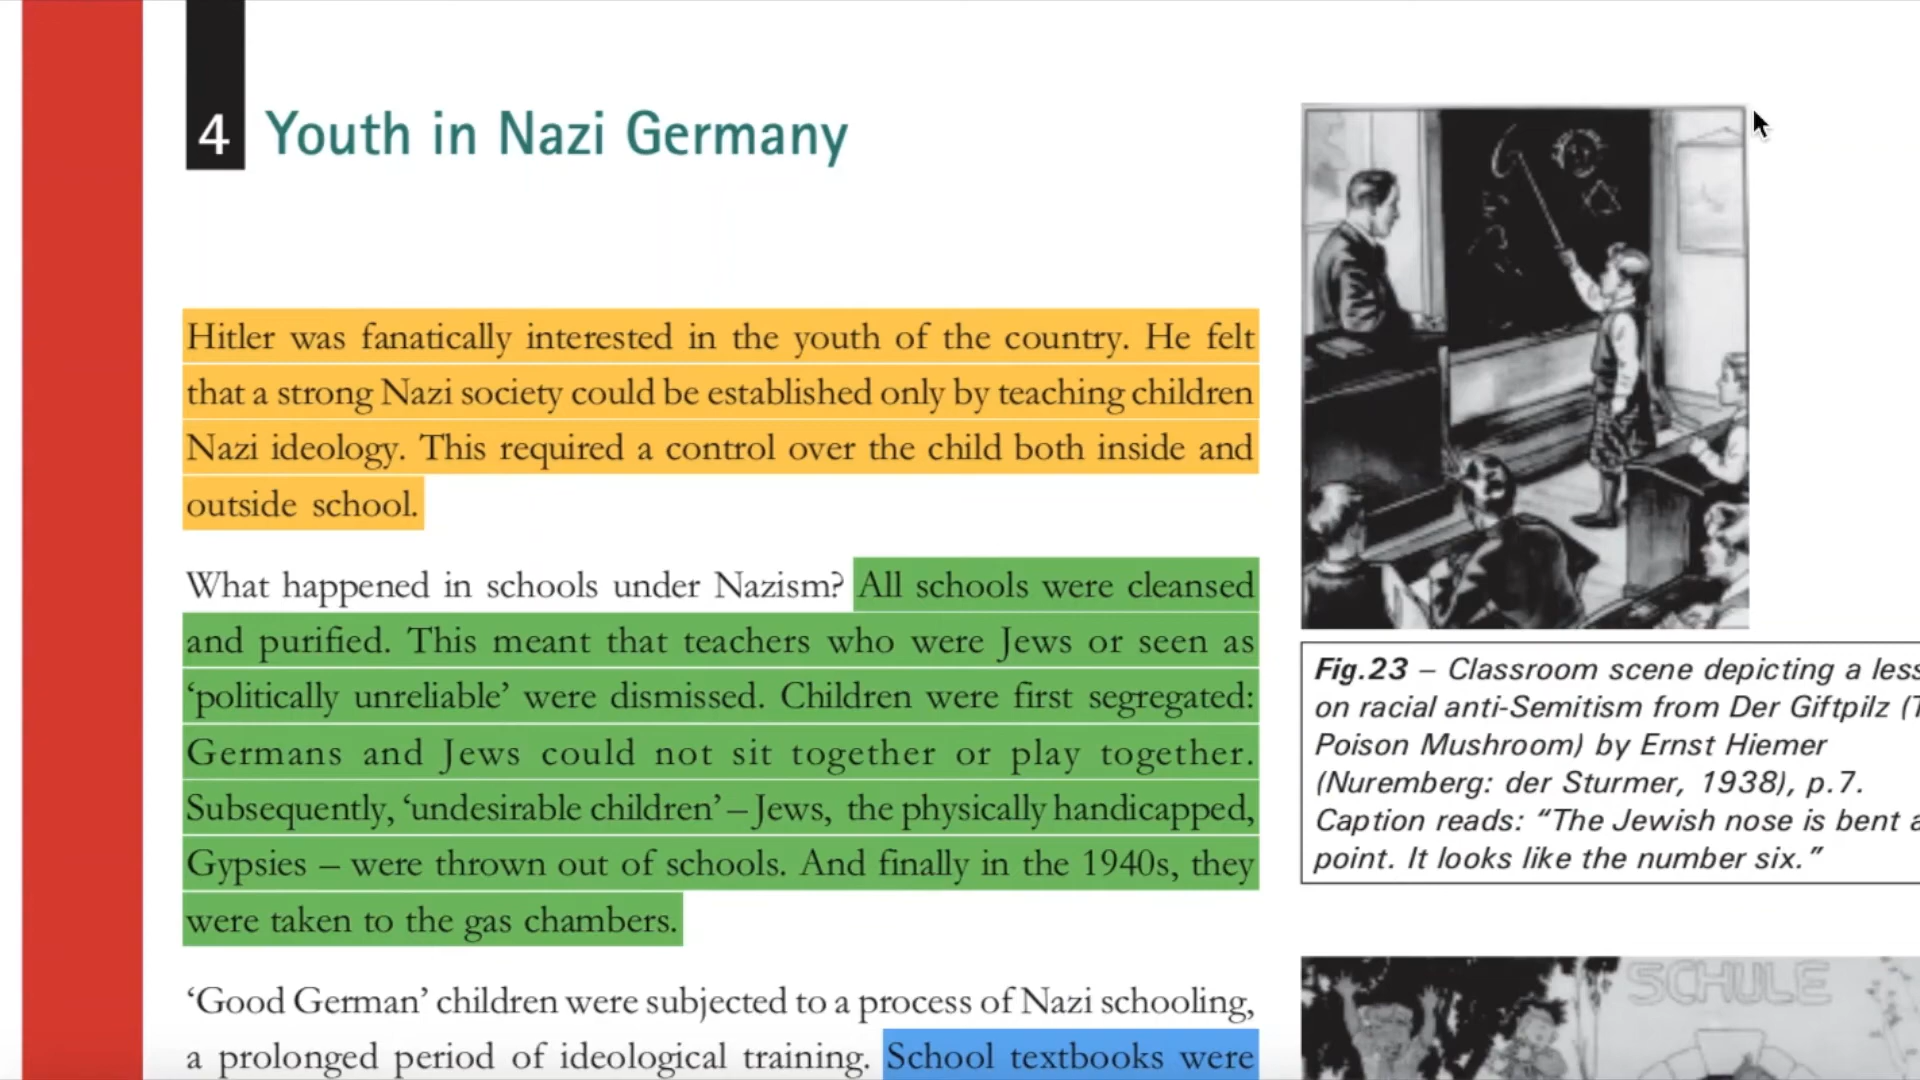 4 Youth in Nazi Germany
Hitler was fanatically interested in the youth of the country. He felt
that a strong Nazi society could be established only by teaching children
Nazi ideology. This required a control over the child both inside and
outside school.
What happened in schools under Nazism? All schools were cleansed
and purified. This meant that teachers who were Jews or seen as
‘politically unreliable’ were dismissed. Children were first segregated:
Germans and Jews could not sit together or play together.
Subsequently, ‘undesirable children’ – Jews, the physically handicapped,
Gypsies – were thrown out of schools. And finally in the 1940s, they
were taken to the gas chambers.
‘Good German’ children were subjected to a process of Nazi schooling,
a prolonged period of ideological training. School textbooks were
Fig.23 – Classroom scene depicting a
on racial anti-Semitism from Der Giftpilz
Poison Mushroom) by Ernst Hiemer
(Nuremberg: der Sturmer, 1938), p.7.
Caption reads: “The Jewish nose is bent
point. It looks like the number six.”
SCHULE